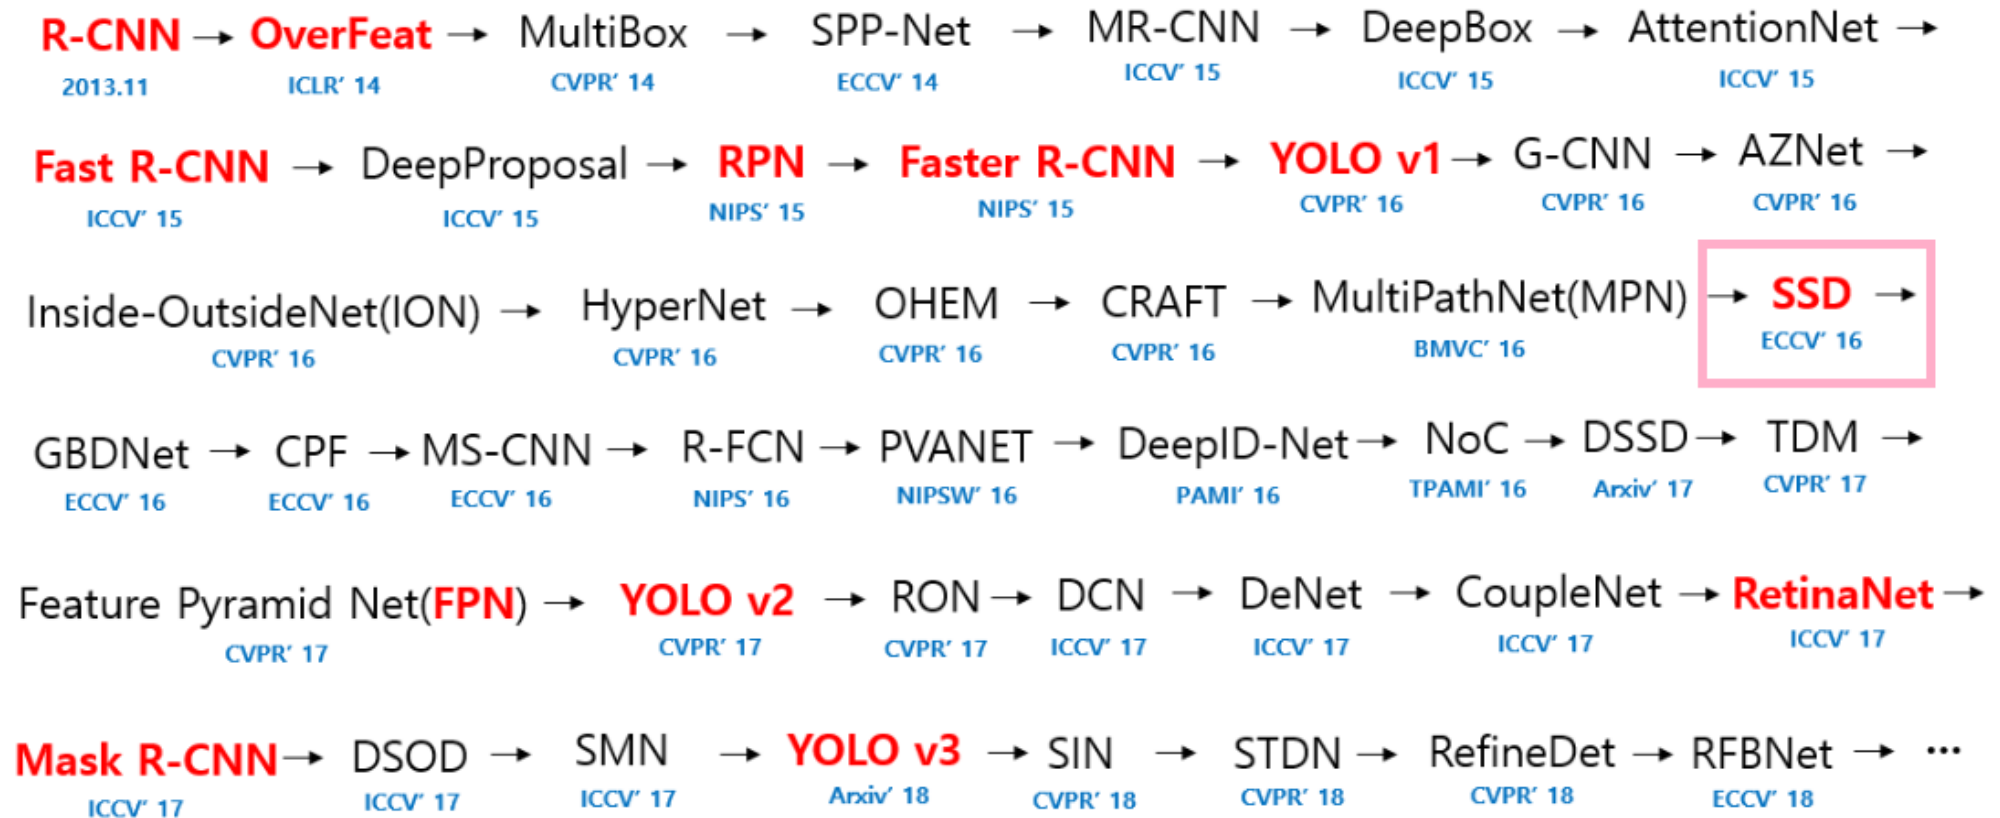 R-CNN → OverFeat → MultiBox → SPP-Net → MR-CNN → DeepBox → AttentionNet →
2013.11 ICLR' 14 CVPR' 14 ECCV' 14 ICCV' 15 ICCV' 15 ICCV' 15
Fast R-CNN → DeepProposal → RPN → Faster R-CNN → YOLO v1 → G-CNN → AZNet →
ICCV' 15 ICCV' 15 NIPS' 15 NIPS' 15 CVPR' 16 CVPR' 16 CVPR' 16
Inside-OutsideNet(ION) → HyperNet → OHEM → CRAFT → MultiPathNet(MPN) → SSD →
CVPR' 16 CVPR' 16 CVPR' 16 CVPR' 16 BMVC' 16 ECCV' 16
GBDNet → CPF → MS-CNN → R-FCN → PVANET → DeepID-Net → NoC → DSSD → TDM →
ECCV' 16 ECCV' 16 ECCV' 16 NIPS' 16 NIPSW' 16 PAMI' 16 TPAMI' 16 Arxiv' 17 CVPR' 17
Feature Pyramid Net(FPN) → YOLO v2 → RON → DCN → DeNet → CoupleNet → RetinaNet →
CVPR' 17 CVPR' 17 CVPR' 17 ICCV' 17 ICCV' 17 ICCV' 17 ICCV' 17
Mask R-CNN → DSOD → SMN → YOLO v3 → SIN → STDN → RefineDet → RFBNet → ···
ICCV' 17 ICCV' 17 ICCV' 17 Arxiv' 18 CVPR' 18 CVPR' 18 CVPR' 18 ECCV' 18